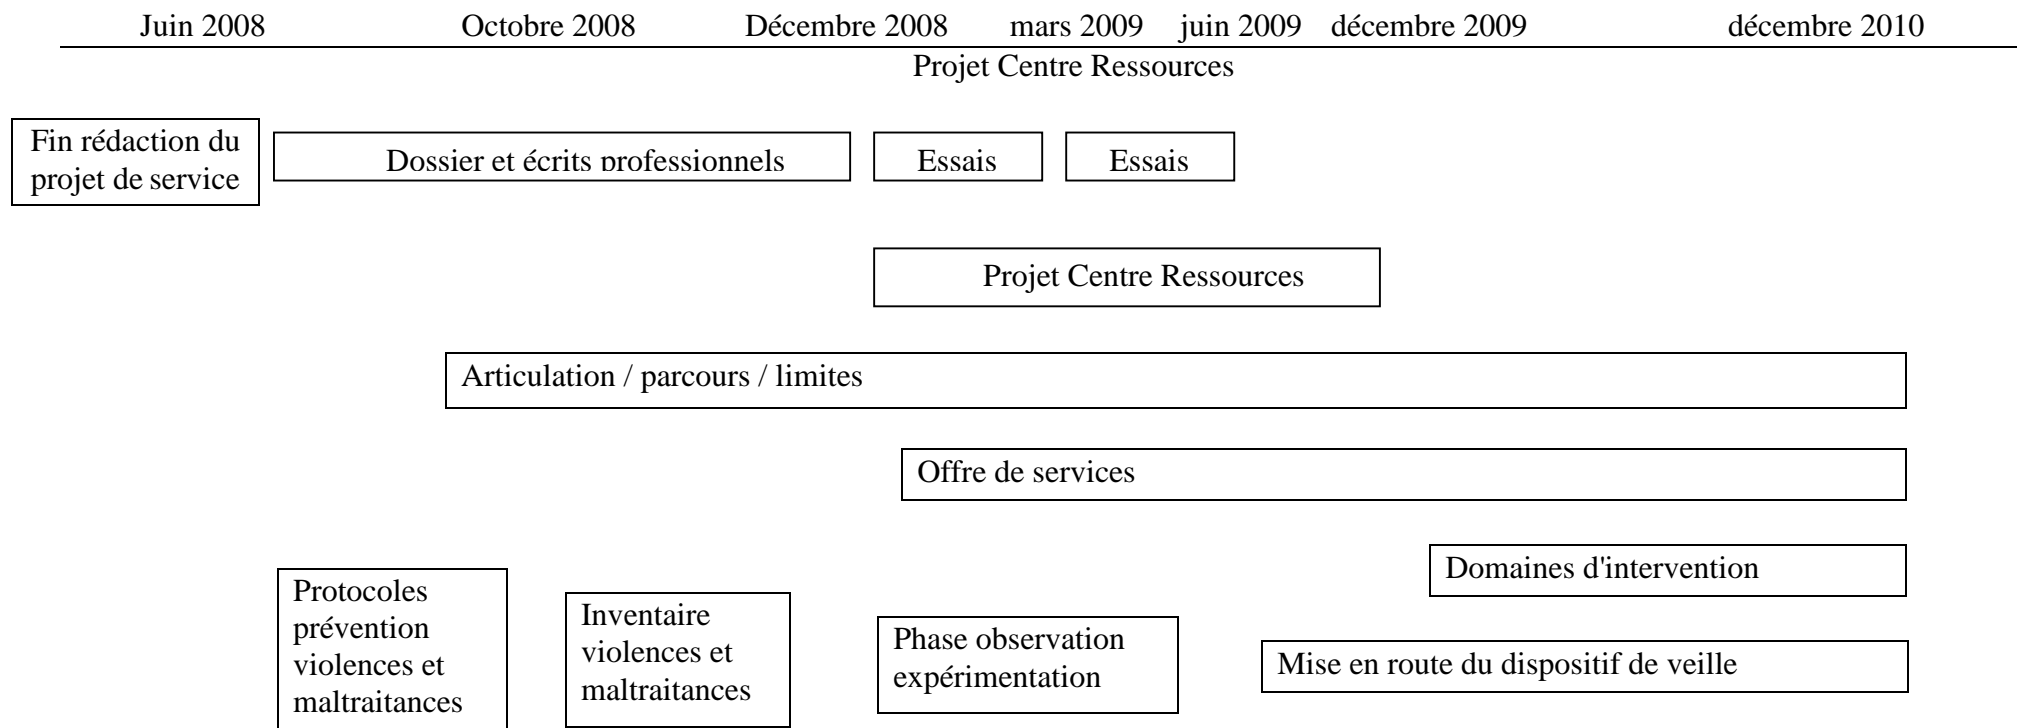 Juin 2008 Octobre 2008 Décembre 2008 mars 2009 juin 2009 décembre 2009 décembre 2010
Projet Centre Ressources
Fin rédaction du
projet de service
Dossier et écrits professionnels
Essais
Essais
Projet Centre Ressources
Articulation / parcours / limites
Offre de services
Domaines d'intervention
Protocoles
prévention
violences et
maltraitances
Inventaire
violences et
maltraitances
Phase observation
expérimentation
Mise en route du dispositif de veille